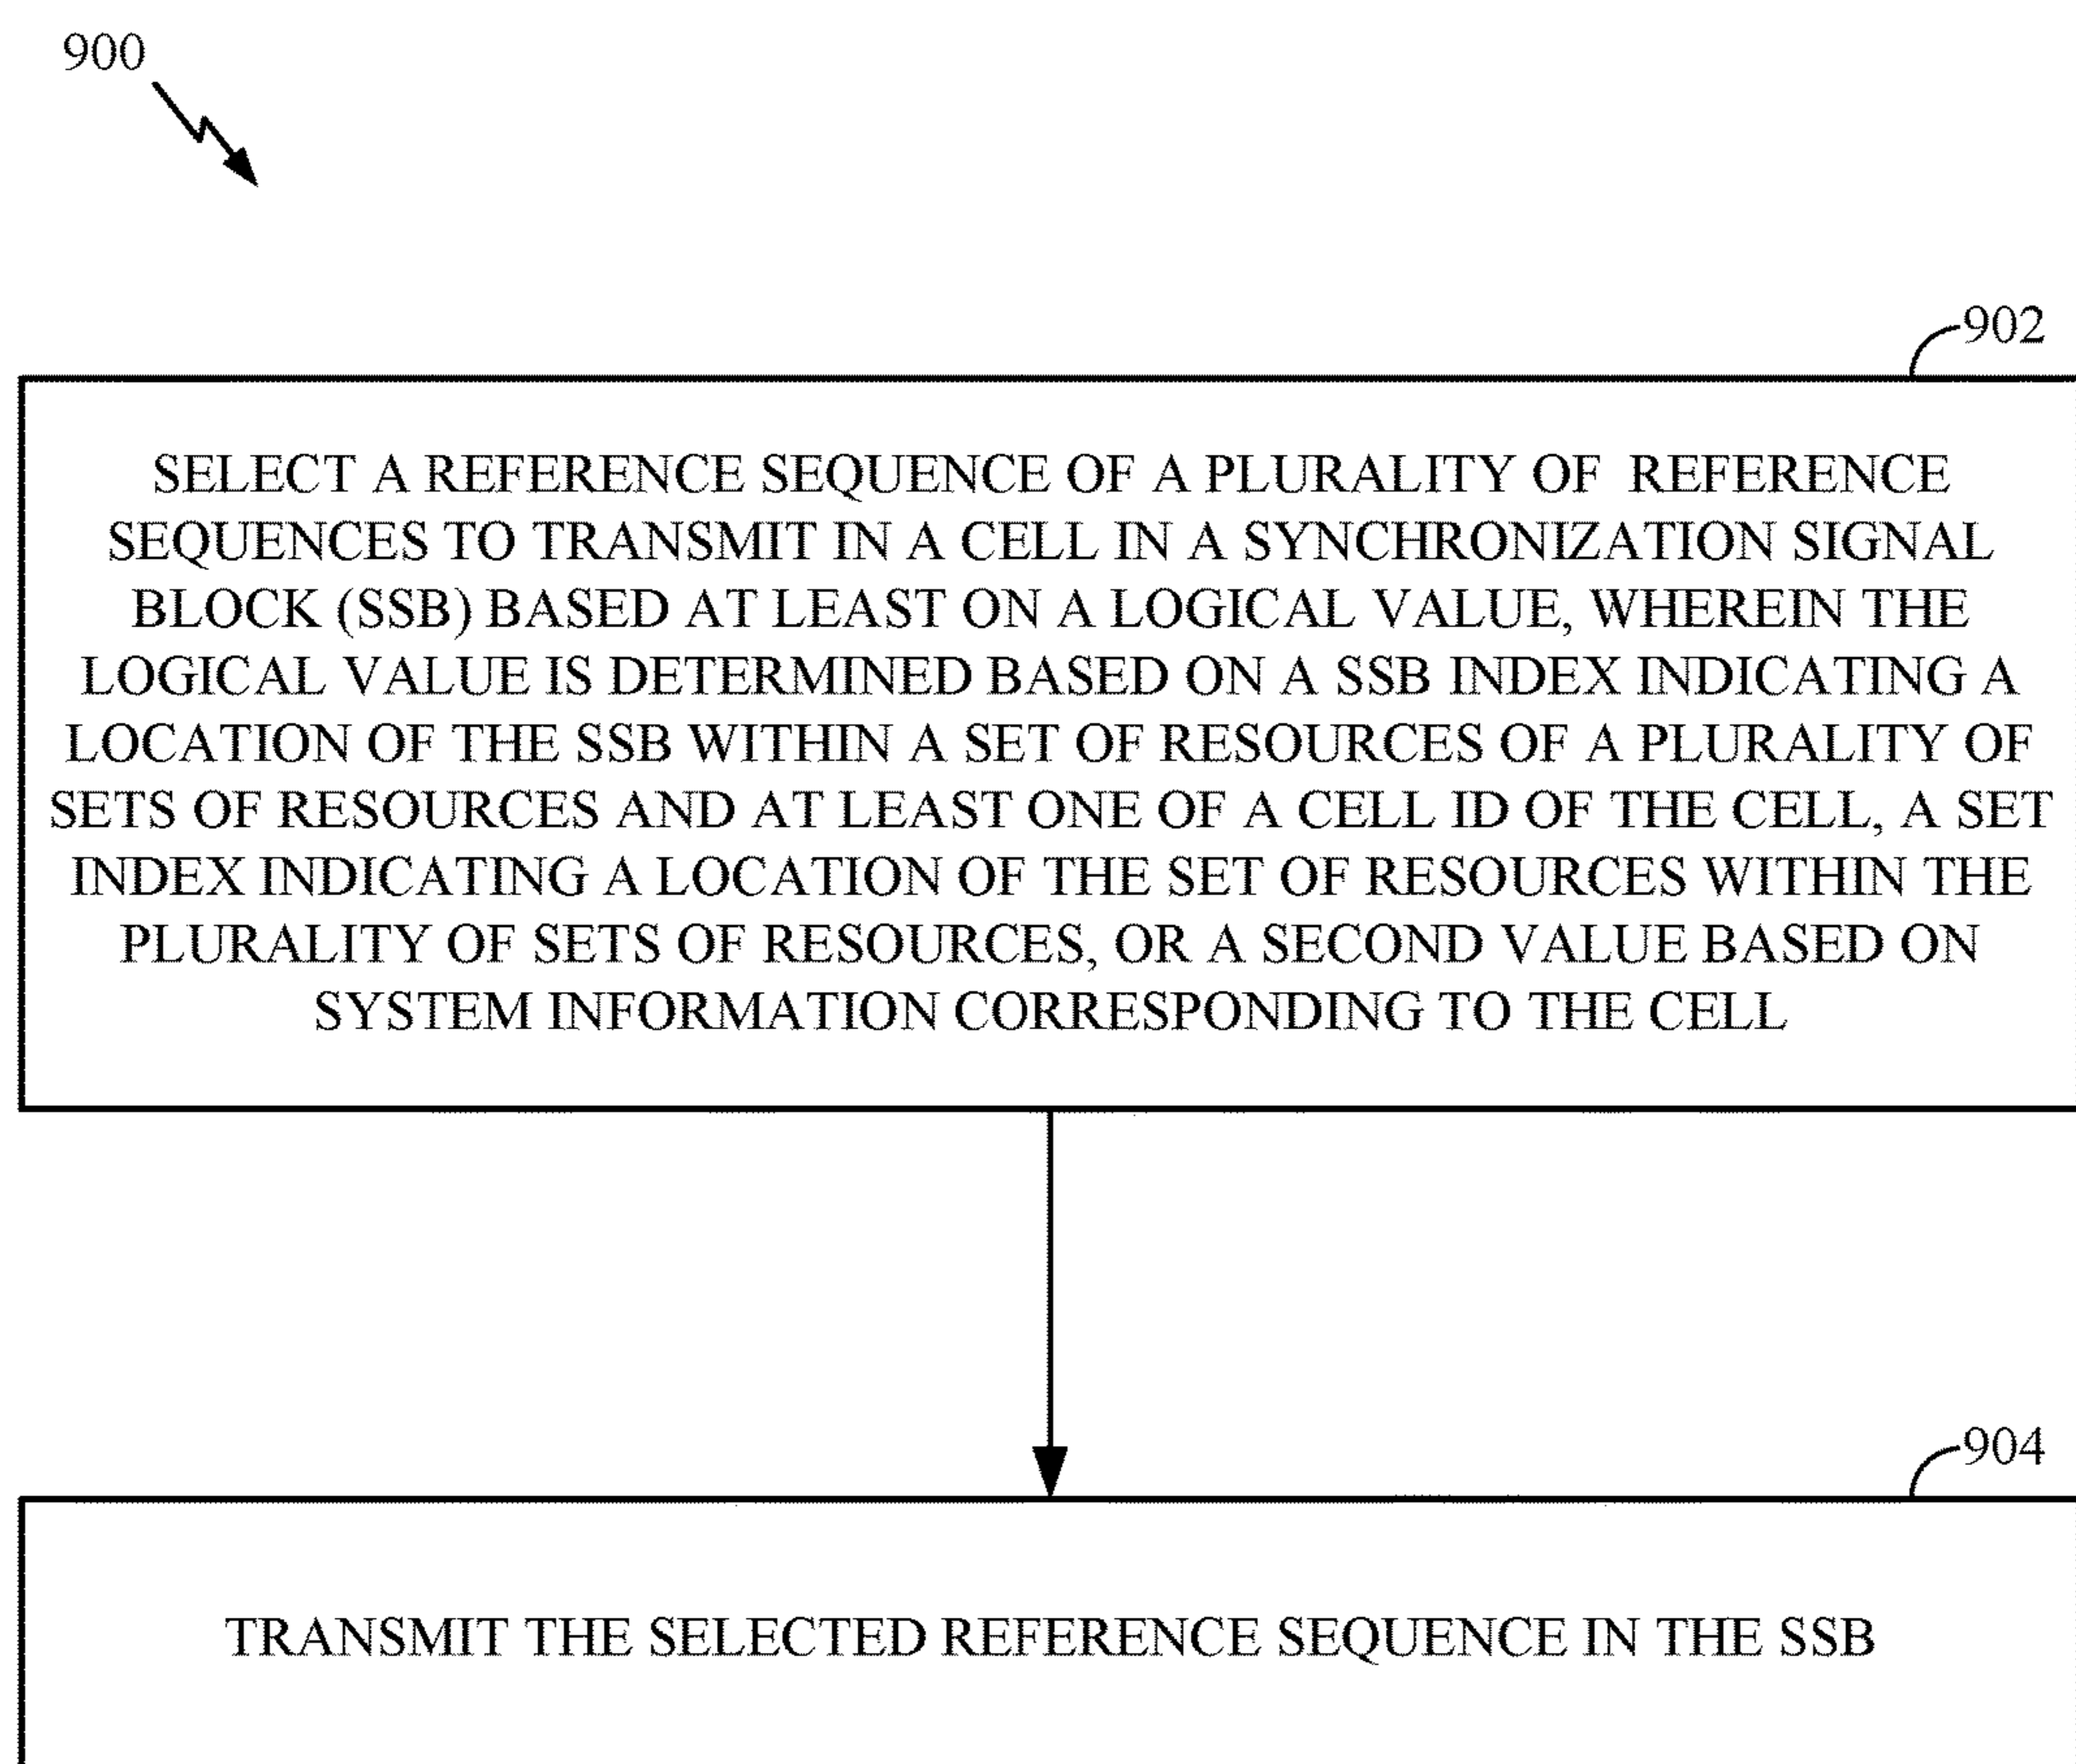 900
902
SELECT A REFERENCE SEQUENCE OF A PLURALITY OF REFERENCE
SEQUENCES TO TRANSMIT IN A CELL IN A SYNCHRONIZATION SIGNAL
BLOCK (SSB) BASED AT LEAST ON A LOGICAL VALUE, WHEREIN THE
LOGICAL VALUE IS DETERMINED BASED ON A SSB INDEX INDICATING A
LOCATION OF THE SSB WITHIN A SET OF RESOURCES OF A PLURALITY OF
SETS OF RESOURCES AND AT LEAST ONE OF A CELL ID OF THE CELL, A SET
INDEX INDICATING A LOCATION OF THE SET OF RESOURCES WITHIN THE
PLURALITY OF SETS OF RESOURCES, OR A SECOND VALUE BASED ON
SYSTEM INFORMATION CORRESPONDING TO THE CELL
904
TRANSMIT THE SELECTED REFERENCE SEQUENCE IN THE SSB